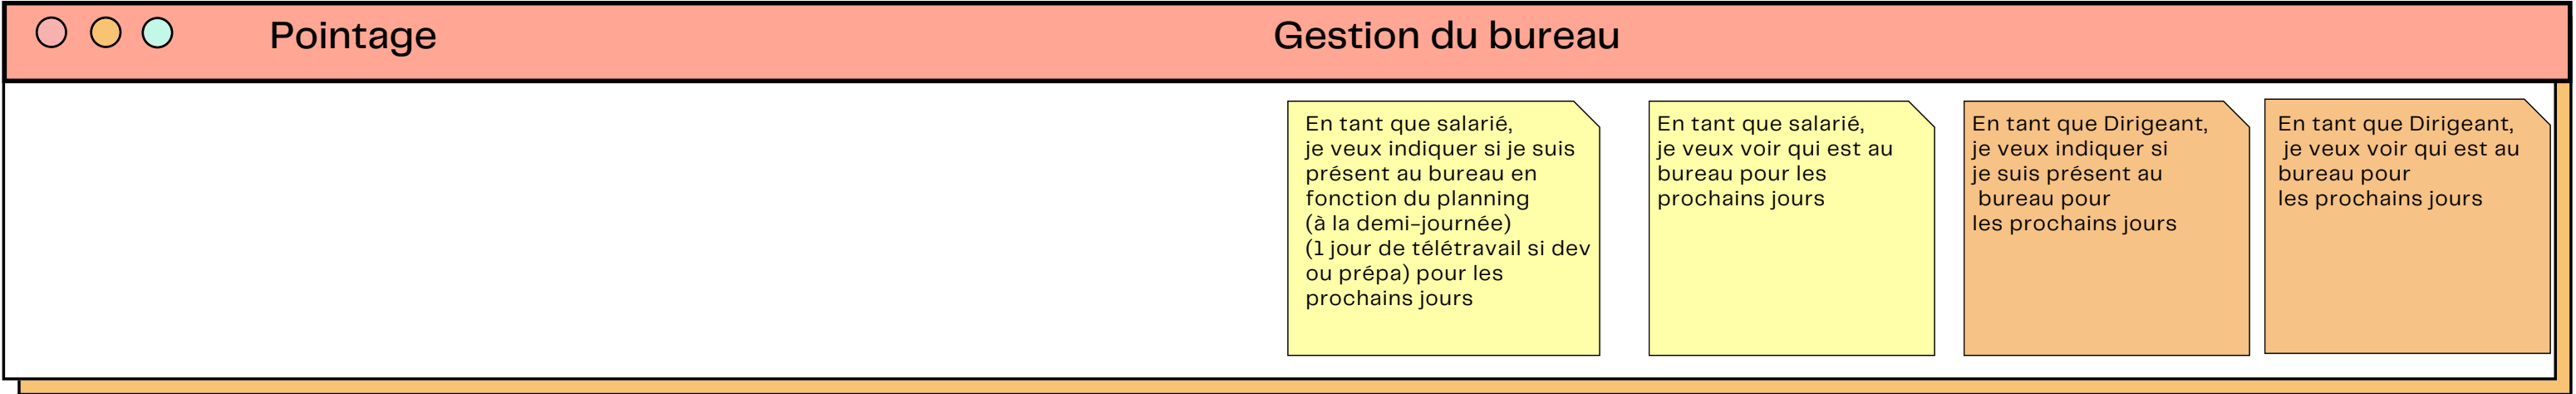 Pointage
Gestion du bureau
En tant que salarié,
je veux indiquer si je suis
présent au bureau en
fonction du planning
(à la demi-journée)
(1 jour de télétravail si dev
ou prépa) pour les
prochains jours
En tant que salarié,
je veux voir qui est au
bureau pour les
prochains jours
En tant que Dirigeant,
je veux indiquer si
je suis présent au
bureau pour
les prochains jours
En tant que Dirigeant,
je veux voir qui est au
bureau pour
les prochains jours